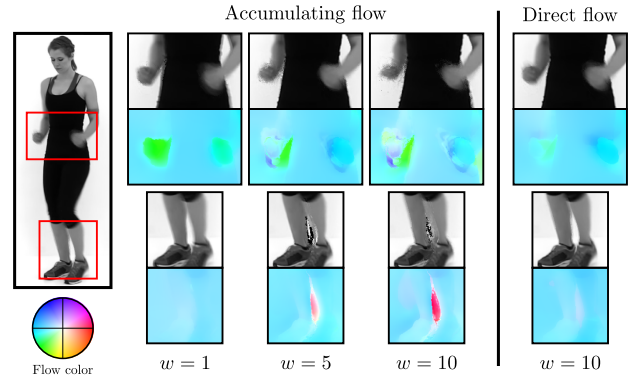 Accumulating flow
Direct flow
Flow color
w = 1
w = 5
w = 10
w = 10